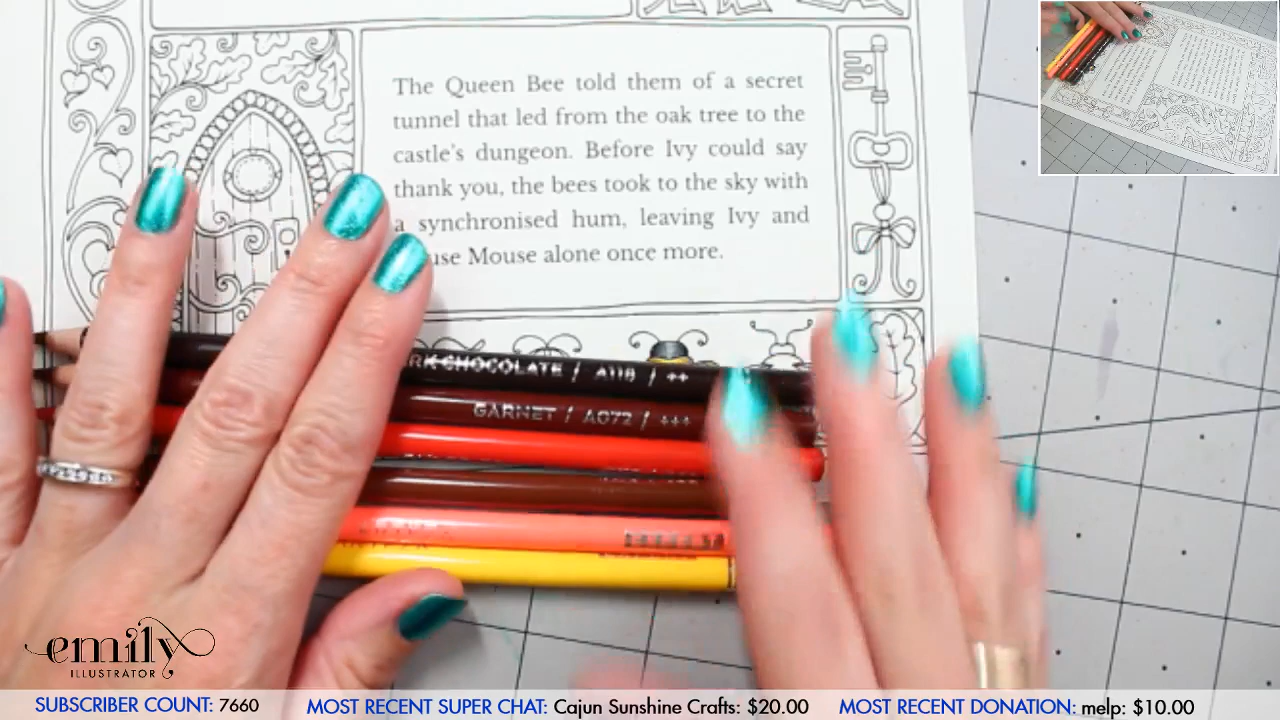 The Queen Bee told them of a secret
tunnel that led from the oak tree to the
castle's dungeon. Before Ivy could say
thank you, the bees took to the sky with
a synchronised hum, leaving Ivy and
use Mouse alone once more.
RK CHOCOLATE / A118 / ++
GARNET / A072 / +++
emily
ILLUSTRATOR
SUBSCRIBER COUNT: 7660 MOST RECENT SUPER CHAT: Cajun Sunshine Crafts: $20.00 MOST RECENT DONATION: melp: $10.00